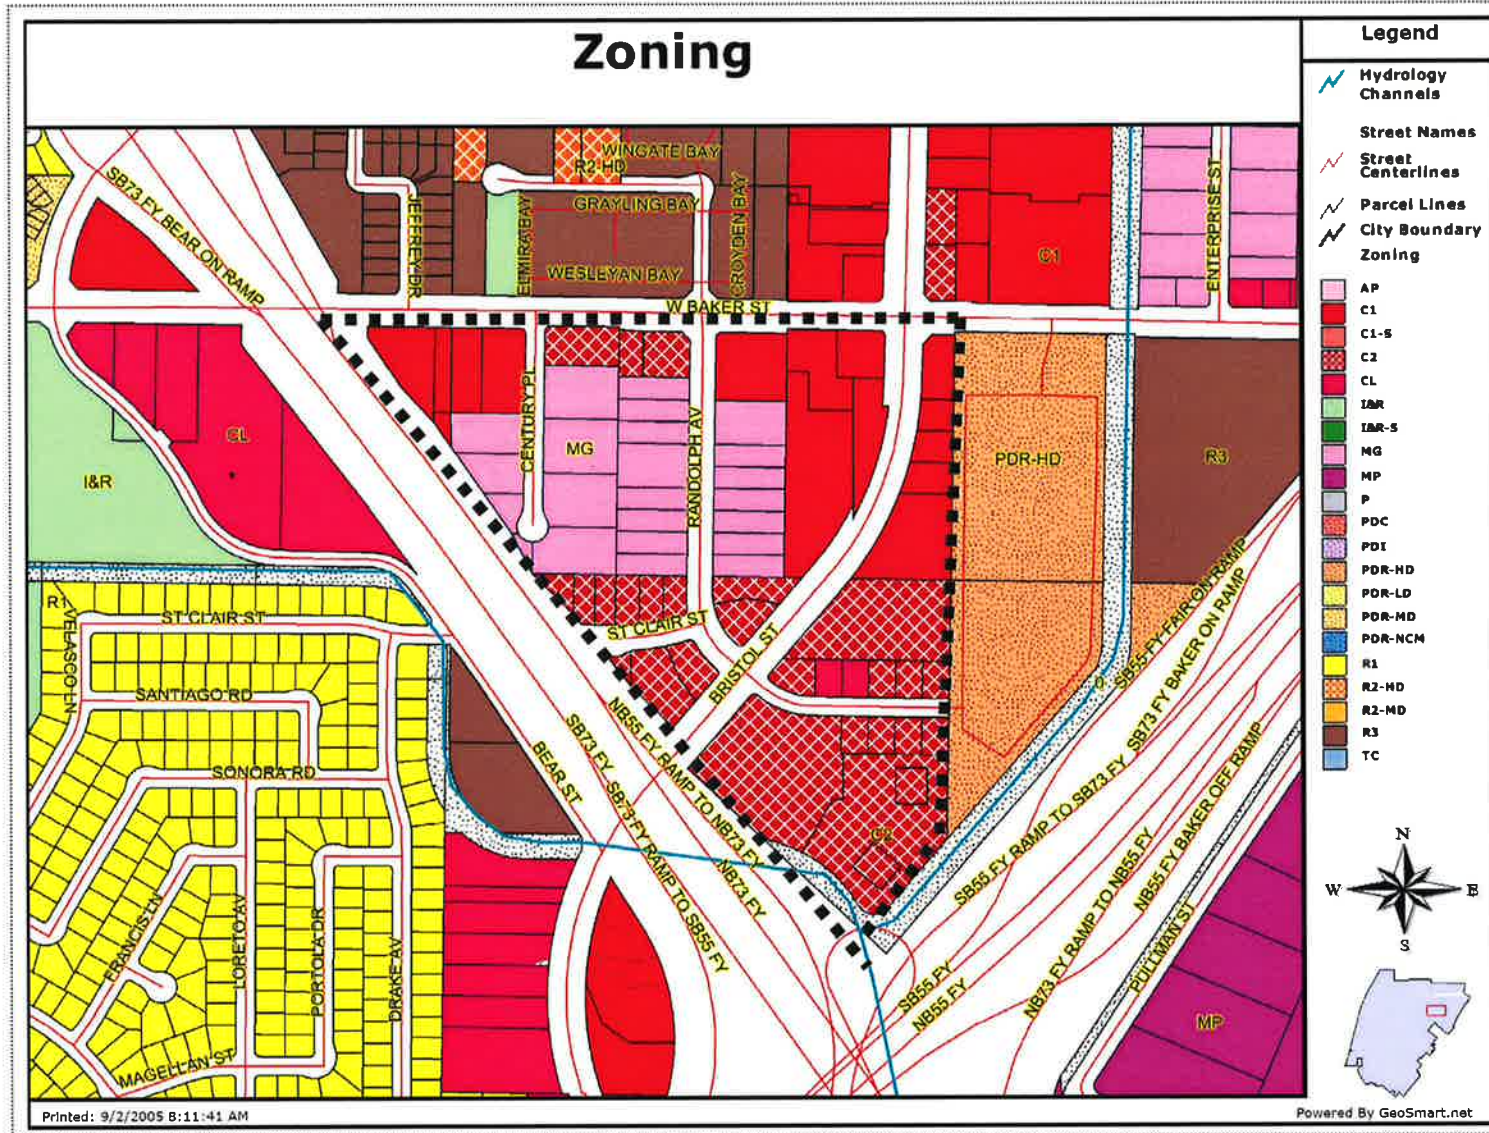 Zoning
Legend
Hydrology
Channels
Street Names
Street
Centerlines
Parcel Lines
City Boundary
Zoning
AP
C1
C1-S
C2
CL
I&R
I&R-S
MG
MP
P
PDC
PDI
PDR-HD
PDR-LD
PDR-MD
PDR-NCM
R1
R2-HD
R2-MD
R3
TC
N
W
E
S
SB73 FY BEAR ON RAMP
JEFFREY DR
ELMIRA BAY
WINGATE BAY
R2-HD
GRAYLING BAY
WESLEYAN BAY
CROYDEN BAY
W BAKER ST
C1
ENTERPRISE ST
CL
I&R
CENTURY PL
MG
RANDOLPH AV
PDR-HD
R3
R1
VELASCO LN
ST CLAIR ST
ST CLAIR ST
BRISTOL ST
SANTIAGO RD
SONORA RD
BEAR ST
NB55 FY RAMP TO NB73 FY
NB73 FY
SB73 FY
SB73 FY RAMP TO SB55 FY
C2
0
SB55 FY FAIR ON RAMP
SB73 FY BAKER ON RAMP
SB55 FY RAMP TO SB73 FY
NB55 FY BAKER OFF RAMP
NB73 FY RAMP TO NB55 FY
SB55 FY
NB55 FY
PULLMAN ST
MP
FRANCIS LN
LORETO AV
PORTOLA DR
DRAKE AV
MAGELLAN ST
Printed: 9/2/2005 8:11:41 AM
Powered By GeoSmart.net